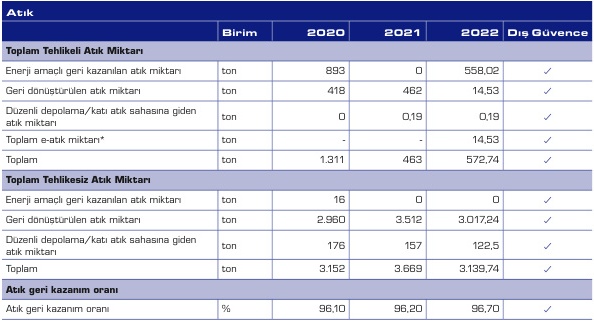 Atık
Birim 2020 2021 2022 Dış Güvence
Toplam Tehlikeli Atık Miktarı
Enerji amaçlı geri kazanılan atık miktarı ton 893 0 558,02 ✓
Geri dönüştürülen atık miktarı ton 418 462 14,53 ✓
Düzenli depolama/katı atık sahasına giden
atık miktarı ton 0 0,19 0,19 ✓
Toplam e-atık miktarı* ton - - 14,53 ✓
Toplam ton 1.311 463 572,74 ✓
Toplam Tehlikesiz Atık Miktarı
Enerji amaçlı geri kazanılan atık miktarı ton 16 0 0 ✓
Geri dönüştürülen atık miktarı ton 2.960 3.512 3.017,24 ✓
Düzenli depolama/katı atık sahasına giden
atık miktarı ton 176 157 122,5 ✓
Toplam ton 3.152 3.669 3.139,74 ✓
Atık geri kazanım oranı
Atık geri kazanım oranı % 96,10 96,20 96,70 ✓